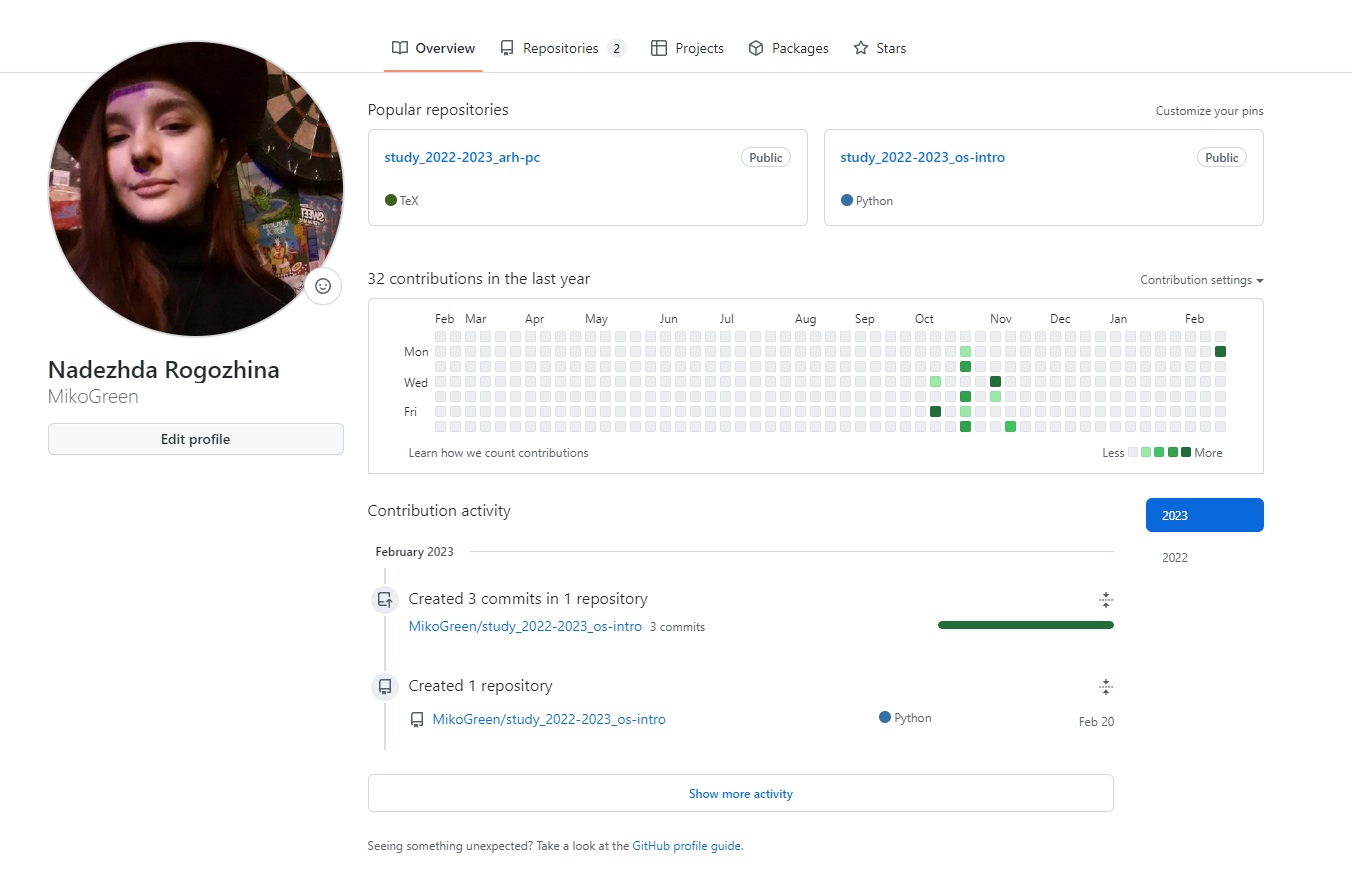 Overview Repositories 2 Projects Packages Stars
Popular repositories Customize your pins
study_2022-2023_arh-pc Public
TeX
study_2022-2023_os-intro Public
Python
Nadezhda Rogozhina
MikoGreen
Edit profile
32 contributions in the last year Contribution settings
Feb Mar Apr May Jun Jul Aug Sep Oct Nov Dec Jan Feb
Mon
Wed
Fri
Learn how we count contributions Less More
Contribution activity
2023
2022
February 2023
Created 3 commits in 1 repository
MikoGreen/study_2022-2023_os-intro 3 commits
Created 1 repository
MikoGreen/study_2022-2023_os-intro Python Feb 20
Show more activity
Seeing something unexpected? Take a look at the GitHub profile guide.